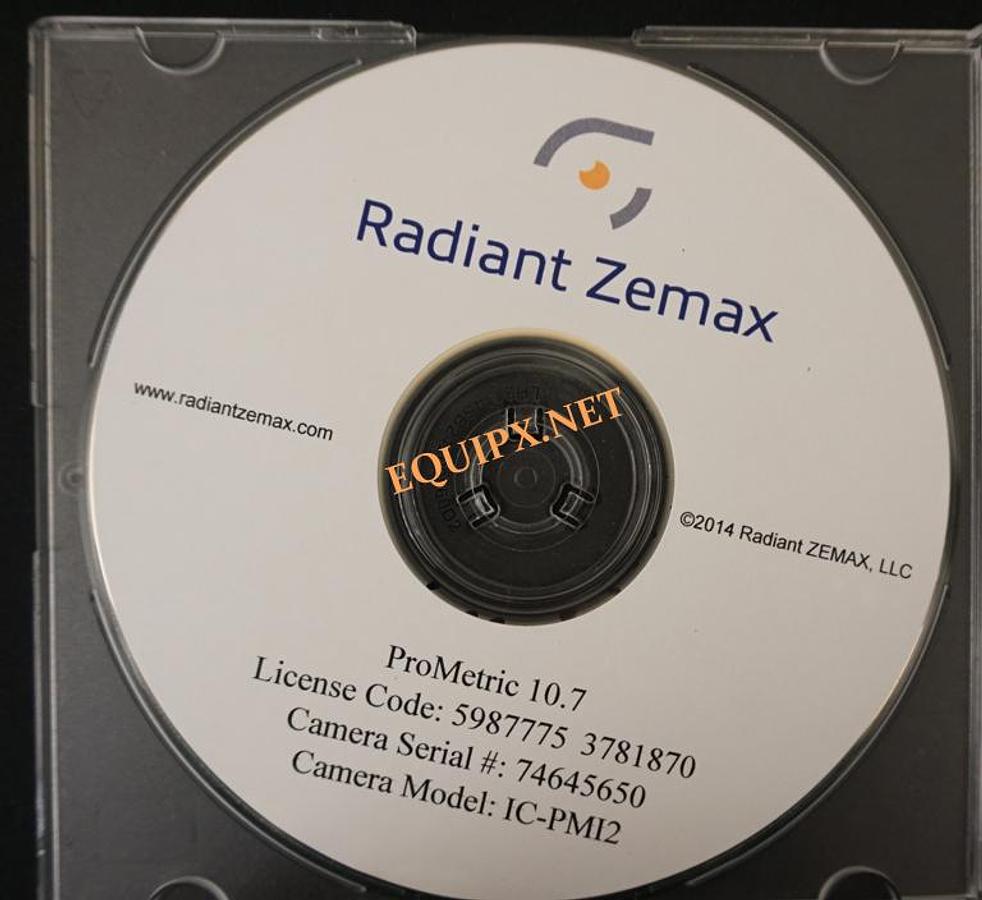 Radiant Zemax
www.radiantzemax.com
EQUIPX.NET
©2014 Radiant ZEMAX, LLC
ProMetric 10.7
License Code: 5987775 3781870
Camera Serial #: 74645650
Camera Model: IC-PMI2